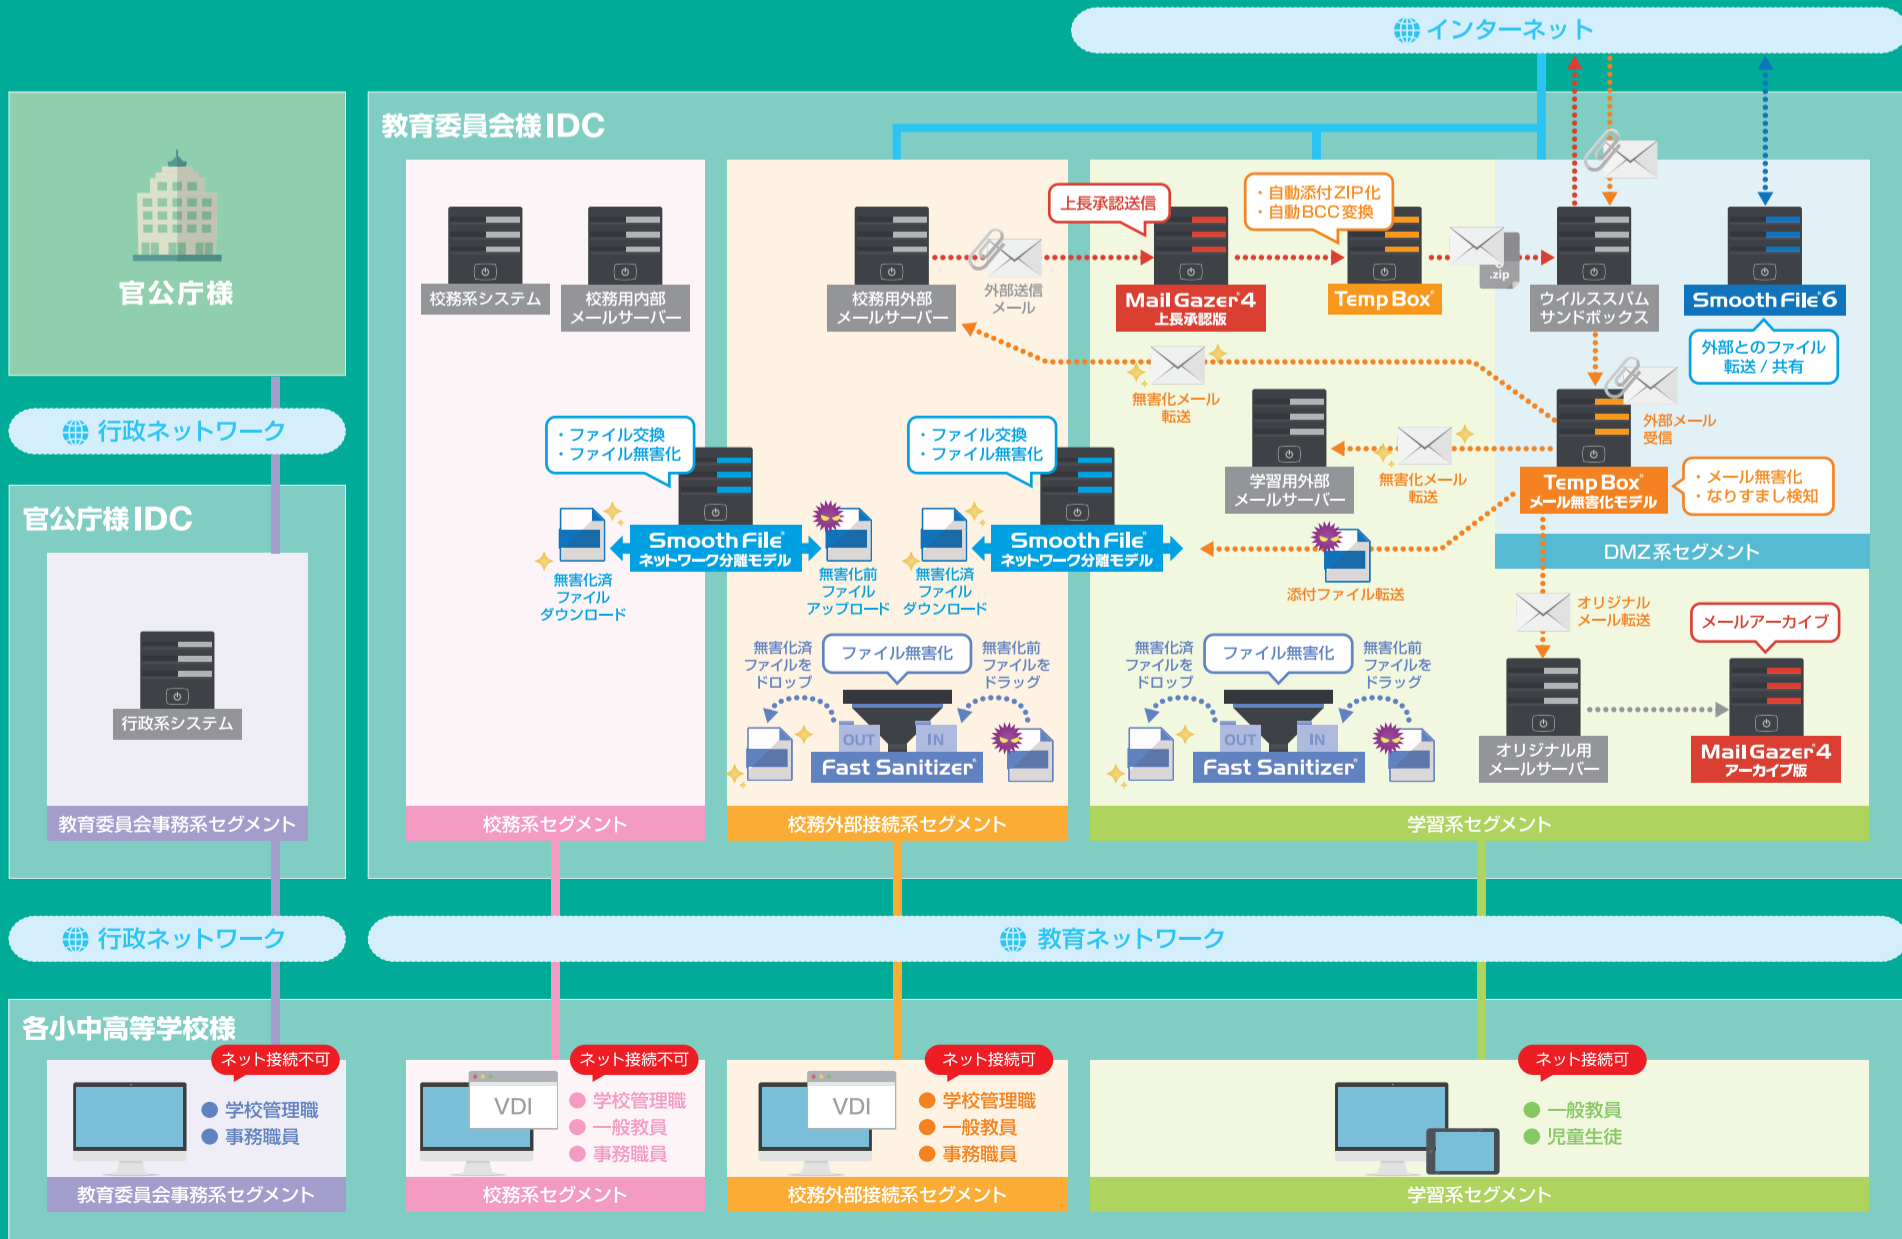 インターネット
官公庁様
行政ネットワーク
官公庁様IDC
行政系システム
教育委員会事務系セグメント
教育委員会様IDC
校務系システム
校務用内部
メールサーバー
・ファイル交換
・ファイル無害化
Smooth File
ネットワーク分離モデル
無害化済
ファイル
ダウンロード
無害化前
ファイル
アップロード
校務系セグメント
校務用外部
メールサーバー
外部送信
メール
・ファイル交換
・ファイル無害化
Smooth File
ネットワーク分離モデル
無害化済
ファイル
ダウンロード
無害化済
ファイルを
ドロップ
ファイル無害化
無害化前
ファイルを
ドラッグ
OUT
IN
Fast Sanitizer
校務外部接続系セグメント
上長承認送信
Mail Gazer 4
上長承認版
・自動添付ZIP化
・自動BCC変換
Temp Box
.zip
ウイルススパム
サンドボックス
Smooth File 6
外部とのファイル
転送 / 共有
無害化メール
転送
学習用外部
メールサーバー
無害化メール
転送
外部メール
受信
Temp Box
メール無害化モデル
・メール無害化
・なりすまし検知
DMZ系セグメント
添付ファイル転送
オリジナル
メール転送
メールアーカイブ
無害化済
ファイルを
ドロップ
ファイル無害化
無害化前
ファイルを
ドラッグ
OUT
IN
Fast Sanitizer
オリジナル用
メールサーバー
Mail Gazer 4
アーカイブ版
学習系セグメント
行政ネットワーク
教育ネットワーク
各小中高等学校様
ネット接続不可
学校管理職
事務職員
教育委員会事務系セグメント
ネット接続不可
VDI
学校管理職
一般教員
事務職員
校務系セグメント
ネット接続可
VDI
学校管理職
一般教員
事務職員
校務外部接続系セグメント
ネット接続可
一般教員
児童生徒
学習系セグメント